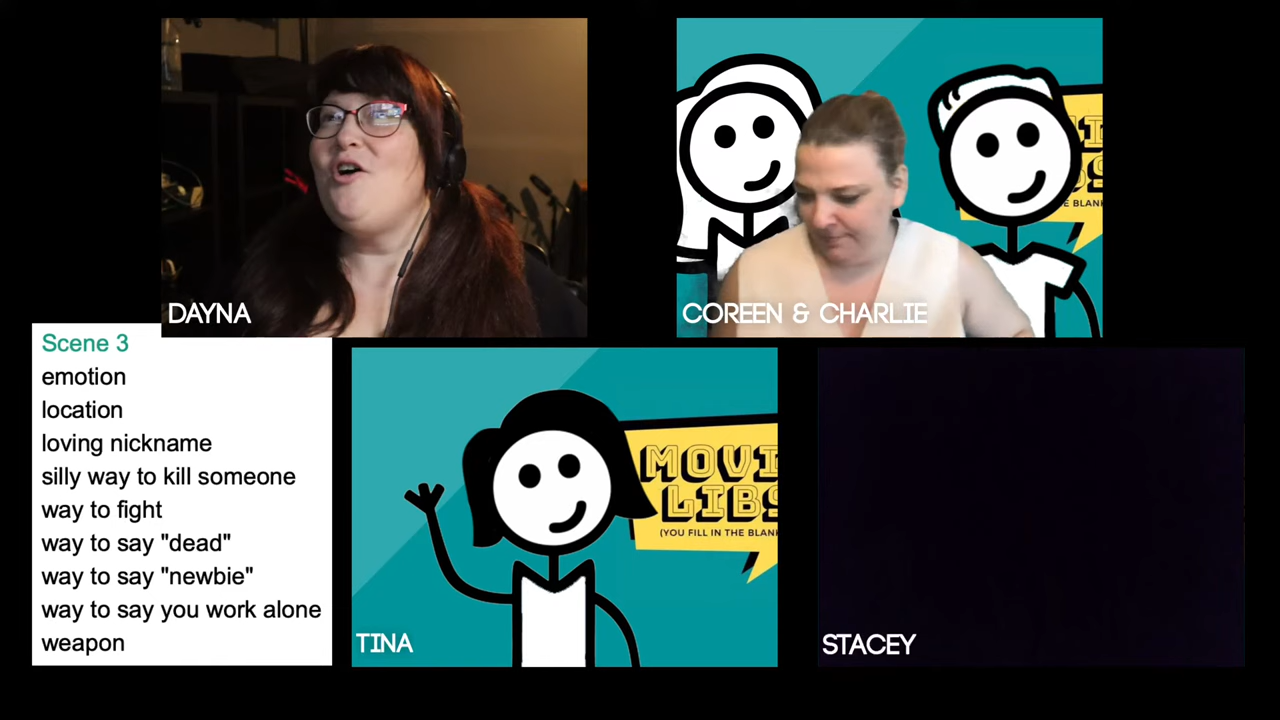 DAYNA
COREEN & CHARLIE
E BLANK
Scene 3
emotion
location
loving nickname
silly way to kill someone
way to fight
way to say "dead"
way to say "newbie"
way to say you work alone
weapon
MOVI
LIBS
(YOU FILL IN THE BLANK
TINA
STACEY